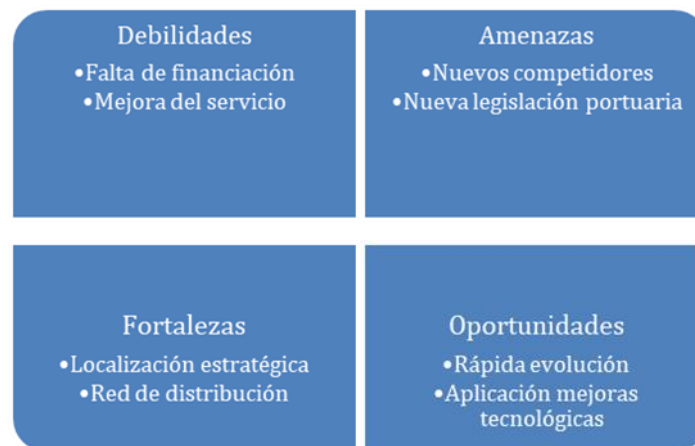 Debilidades
•Falta de financiación
•Mejora del servicio
Amenazas
•Nuevos competidores
•Nueva legislación portuaria
Fortalezas
•Localización estratégica
•Red de distribución
Oportunidades
•Rápida evolución
•Aplicación mejoras
tecnológicas